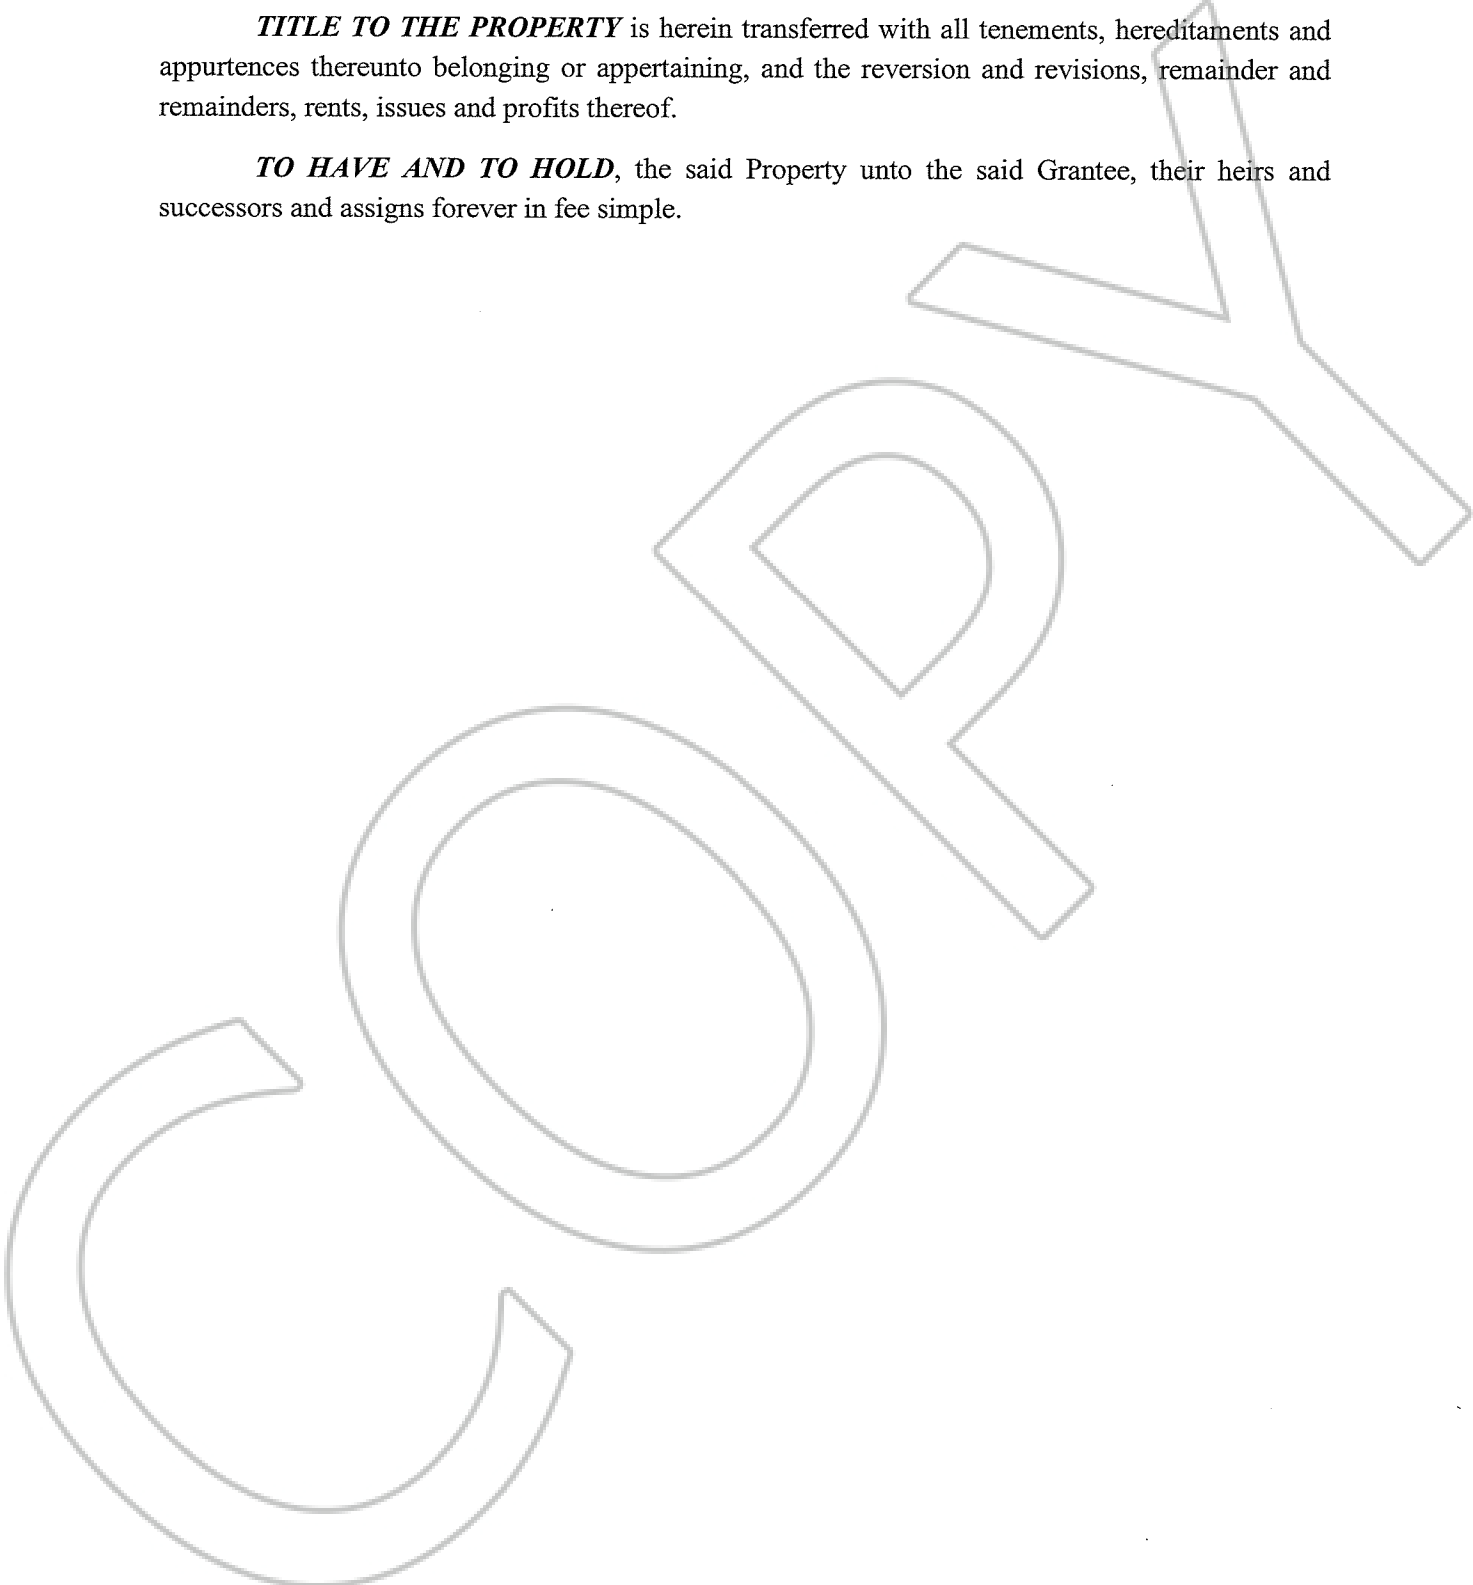 TITLE TO THE PROPERTY is herein transferred with all tenements, hereditaments and
appurtences thereunto belonging or appertaining, and the reversion and revisions, remainder and
remainders, rents, issues and profits thereof.
TO HAVE AND TO HOLD, the said Property unto the said Grantee, their heirs and
successors and assigns forever in fee simple.
COPY